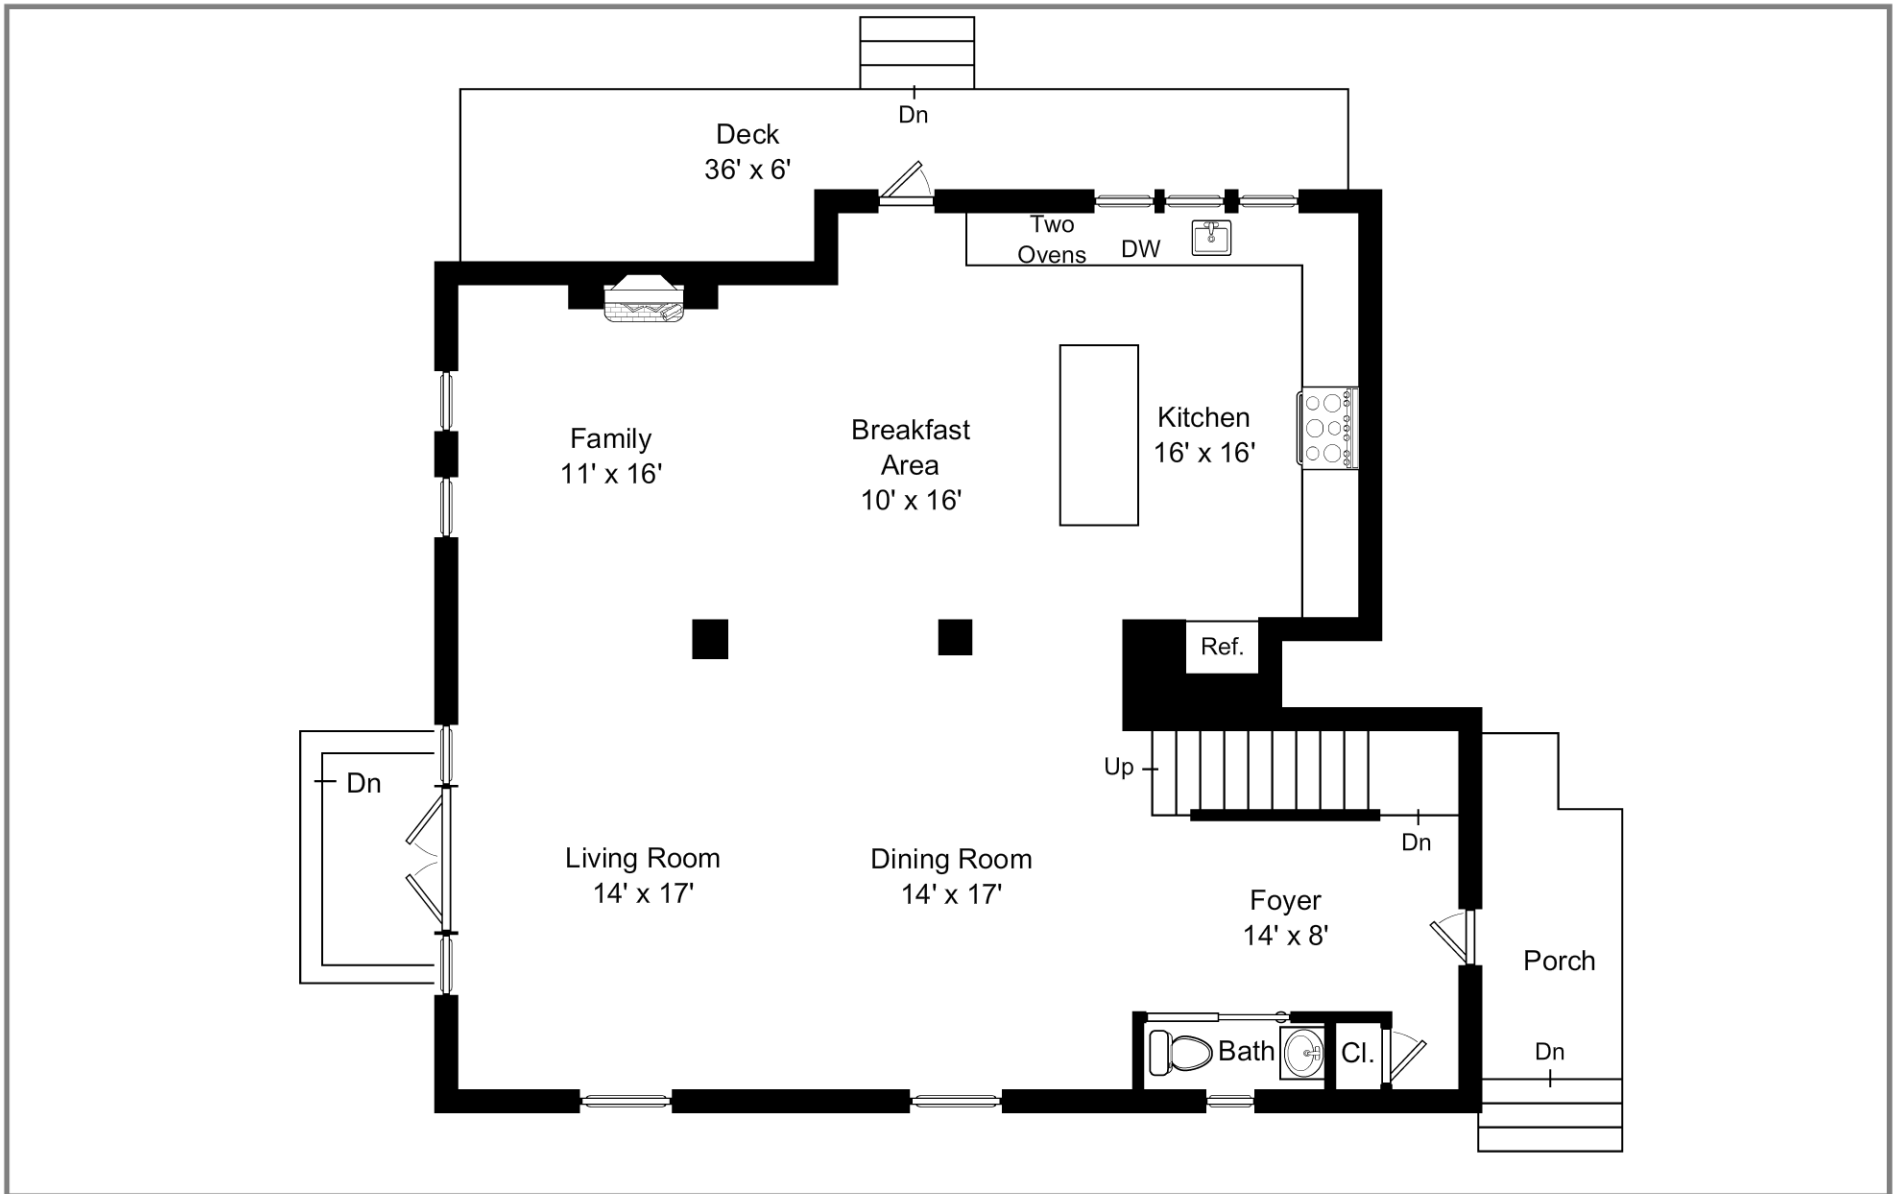 Dn
Deck
36' x 6'
Two
Ovens
DW
Family
11' x 16'
Breakfast
Area
10' x 16'
Kitchen
16' x 16'
Ref.
Up
Dn
Dn
Living Room
14' x 17'
Dining Room
14' x 17'
Foyer
14' x 8'
Porch
Bath
Cl.
Dn